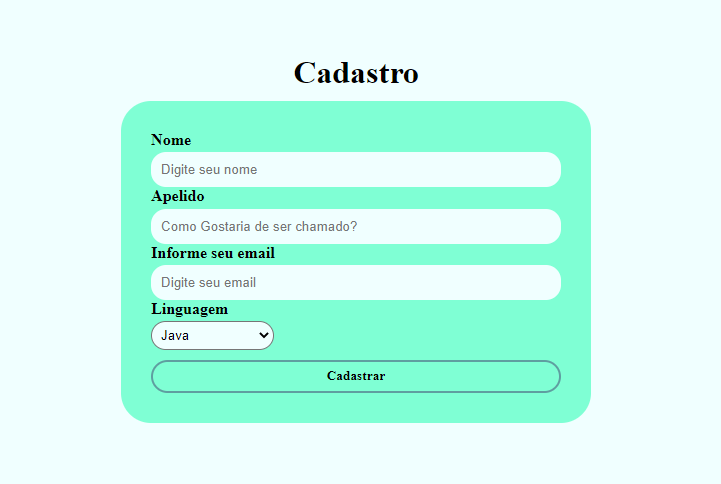 Cadastro
Nome
Digite seu nome
Apelido
Como Gostaria de ser chamado?
Informe seu email
Digite seu email
Linguagem
Java
Cadastrar